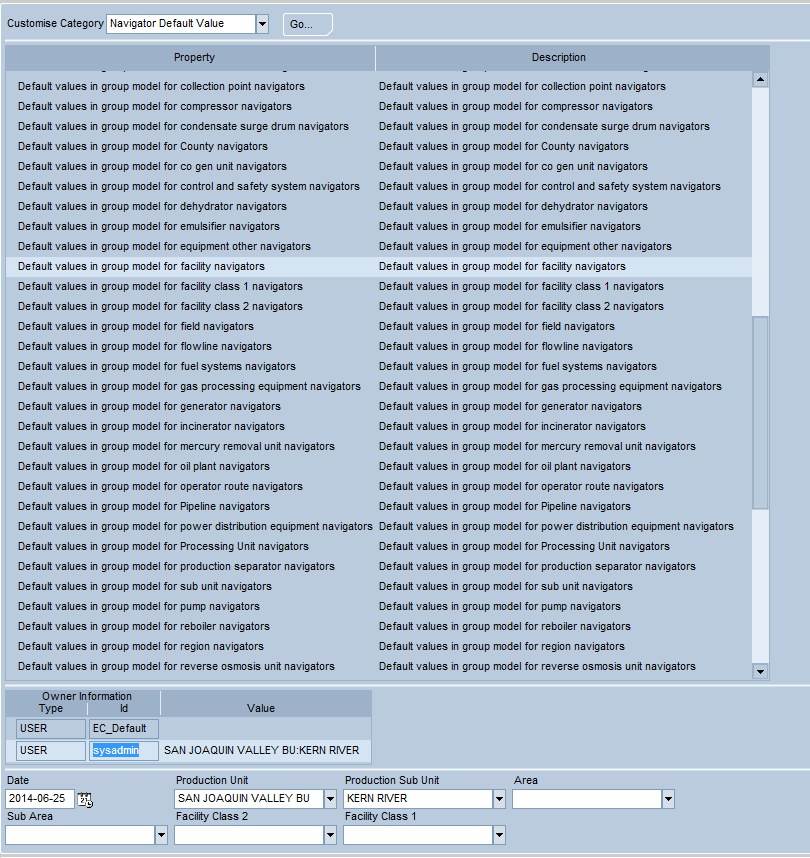 Customise Category Navigator Default Value Go...
Property Description
Default values in group model for collection point navigators Default values in group model for collection point navigators
Default values in group model for compressor navigators Default values in group model for compressor navigators
Default values in group model for condensate surge drum navigators Default values in group model for condensate surge drum navigators
Default values in group model for County navigators Default values in group model for County navigators
Default values in group model for co gen unit navigators Default values in group model for co gen unit navigators
Default values in group model for control and safety system navigators Default values in group model for control and safety system navigators
Default values in group model for dehydrator navigators Default values in group model for dehydrator navigators
Default values in group model for emulsifier navigators Default values in group model for emulsifier navigators
Default values in group model for equipment other navigators Default values in group model for equipment other navigators
Default values in group model for facility navigators Default values in group model for facility navigators
Default values in group model for facility class 1 navigators Default values in group model for facility class 1 navigators
Default values in group model for facility class 2 navigators Default values in group model for facility class 2 navigators
Default values in group model for field navigators Default values in group model for field navigators
Default values in group model for flowline navigators Default values in group model for flowline navigators
Default values in group model for fuel systems navigators Default values in group model for fuel systems navigators
Default values in group model for gas processing equipment navigators Default values in group model for gas processing equipment navigators
Default values in group model for generator navigators Default values in group model for generator navigators
Default values in group model for incinerator navigators Default values in group model for incinerator navigators
Default values in group model for mercury removal unit navigators Default values in group model for mercury removal unit navigators
Default values in group model for oil plant navigators Default values in group model for oil plant navigators
Default values in group model for operator route navigators Default values in group model for operator route navigators
Default values in group model for Pipeline navigators Default values in group model for Pipeline navigators
Default values in group model for power distribution equipment navigators Default values in group model for power distribution equipment navigators
Default values in group model for Processing Unit navigators Default values in group model for Processing Unit navigators
Default values in group model for production separator navigators Default values in group model for production separator navigators
Default values in group model for sub unit navigators Default values in group model for sub unit navigators
Default values in group model for pump navigators Default values in group model for pump navigators
Default values in group model for reboiler navigators Default values in group model for reboiler navigators
Default values in group model for region navigators Default values in group model for region navigators
Default values in group model for reverse osmosis unit navigators Default values in group model for reverse osmosis unit navigators
Owner Information
Type Id Value
USER EC_Default
USER sysadmin SAN JOAQUIN VALLEY BU:KERN RIVER
Date Production Unit Production Sub Unit Area
2014-06-25 SAN JOAQUIN VALLEY BU KERN RIVER
Sub Area Facility Class 2 Facility Class 1